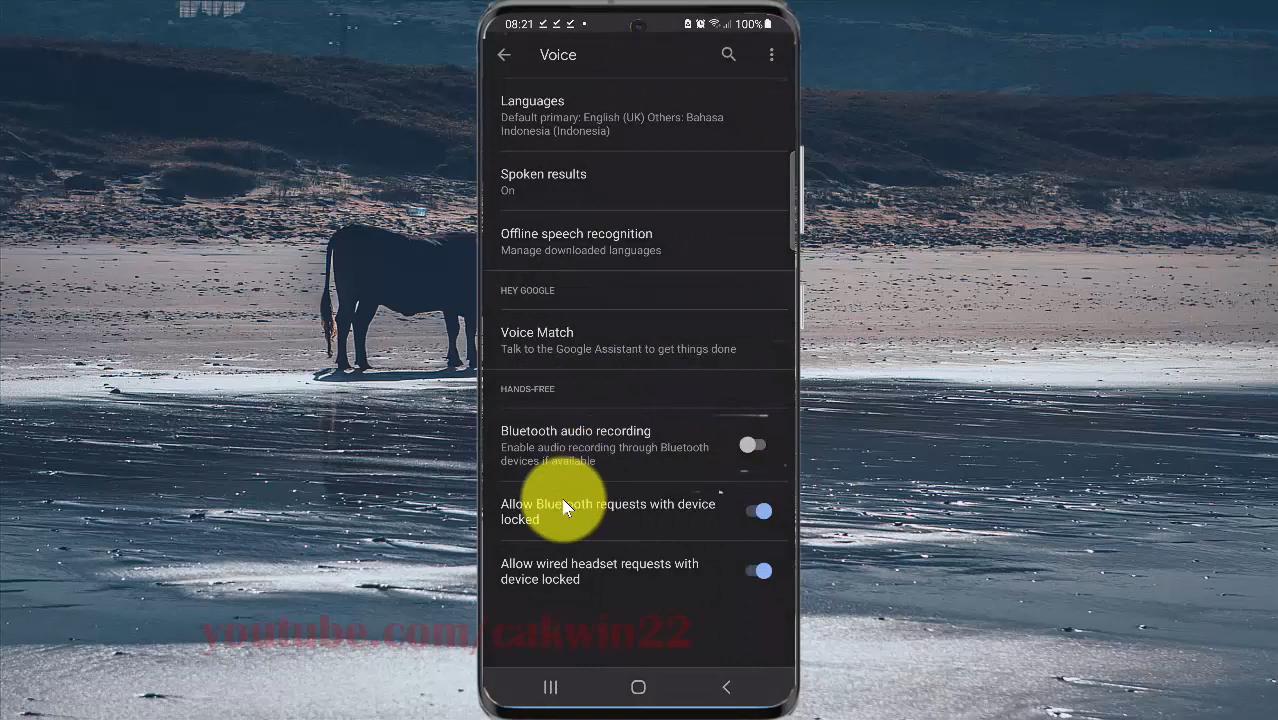 08:21
100%
Voice
Languages
Default primary: English (UK) Others: Bahasa
Indonesia (Indonesia)
Spoken results
On
Offline speech recognition
Manage downloaded languages
HEY GOOGLE
Voice Match
Talk to the Google Assistant to get things done
HANDS-FREE
Bluetooth audio recording
Enable audio recording through Bluetooth
devices if available
Allow Bluetooth requests with device
locked
Allow wired headset requests with
device locked
youtube.com/cakwin22